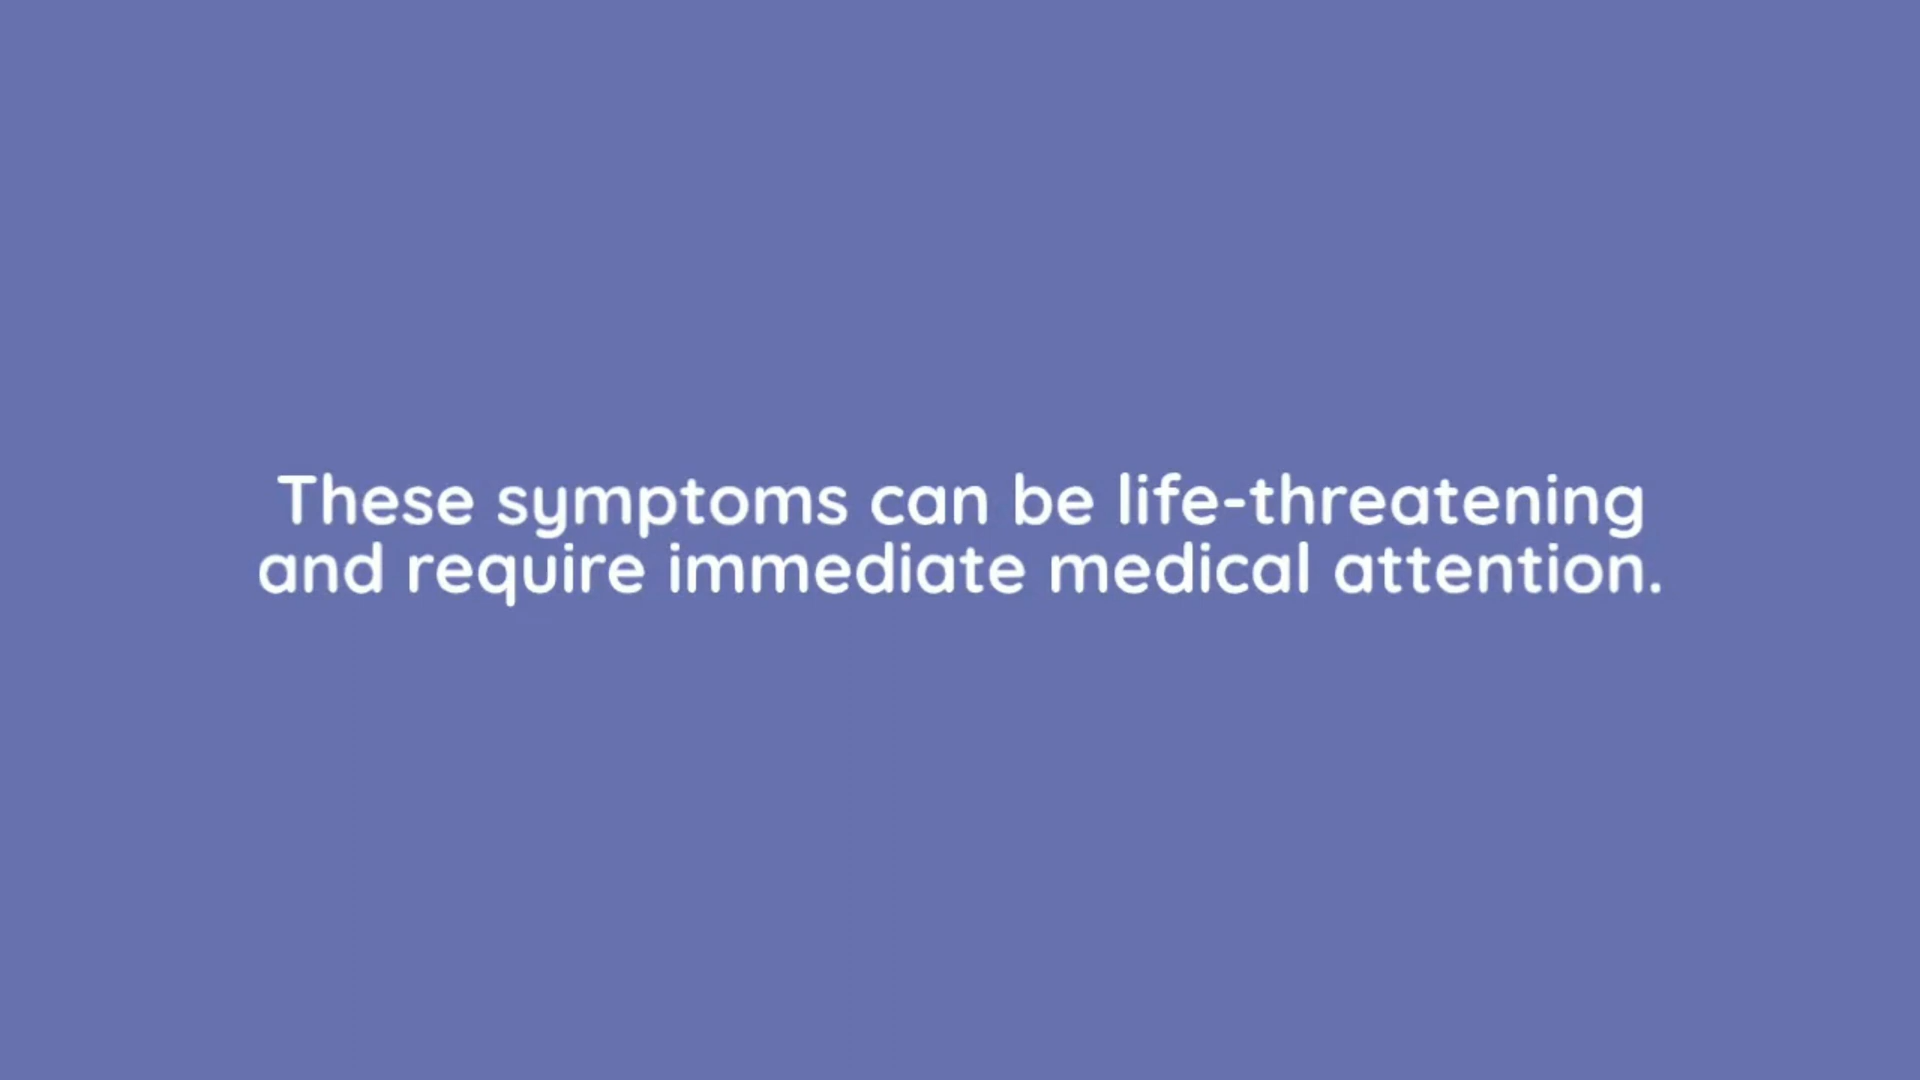 These symptoms can be life-threatening
and require immediate medical attention.